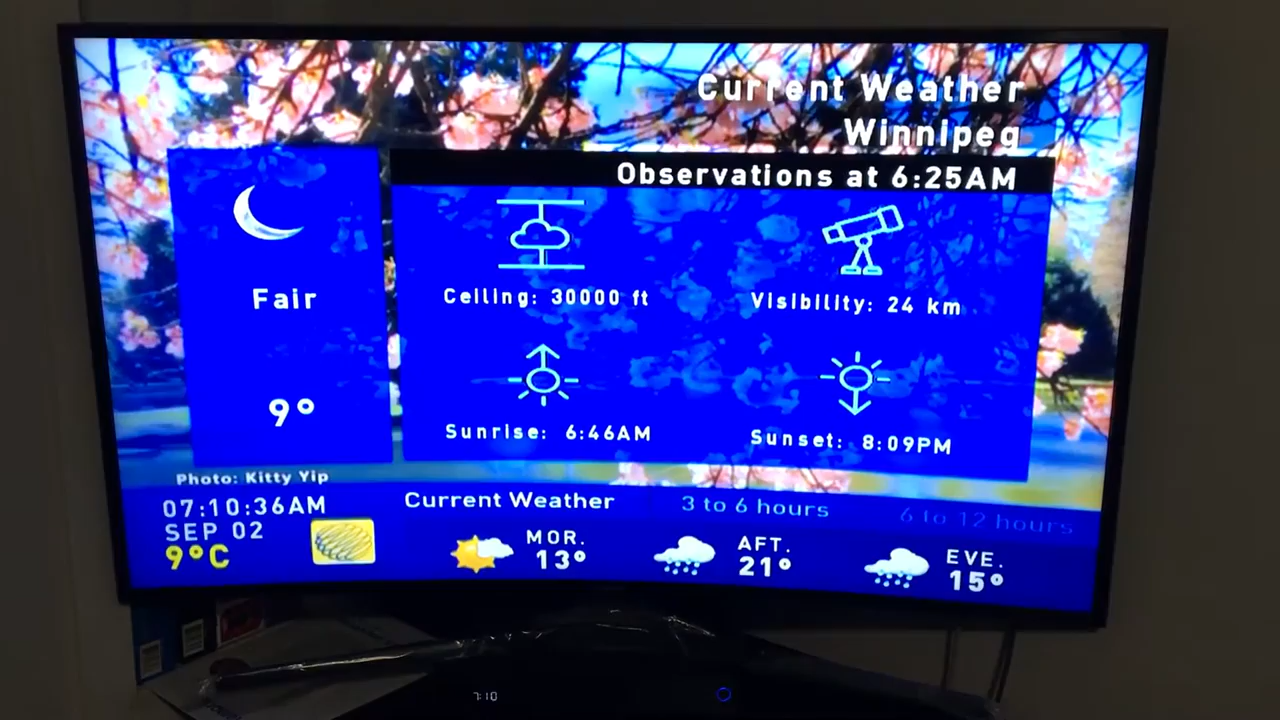 Current Weather
Winnipeg
Observations at 6:25AM
Fair
9°
Ceiling: 30000 ft
Visibility: 24 km
Sunrise: 6:46AM
Sunset: 8:09PM
Photo: Kitty Yip
07:10:36AM
SEP 02
9°C
Current Weather
3 to 6 hours
6 to 12 hours
MOR.
13°
AFT.
21°
EVE.
15°
7:10